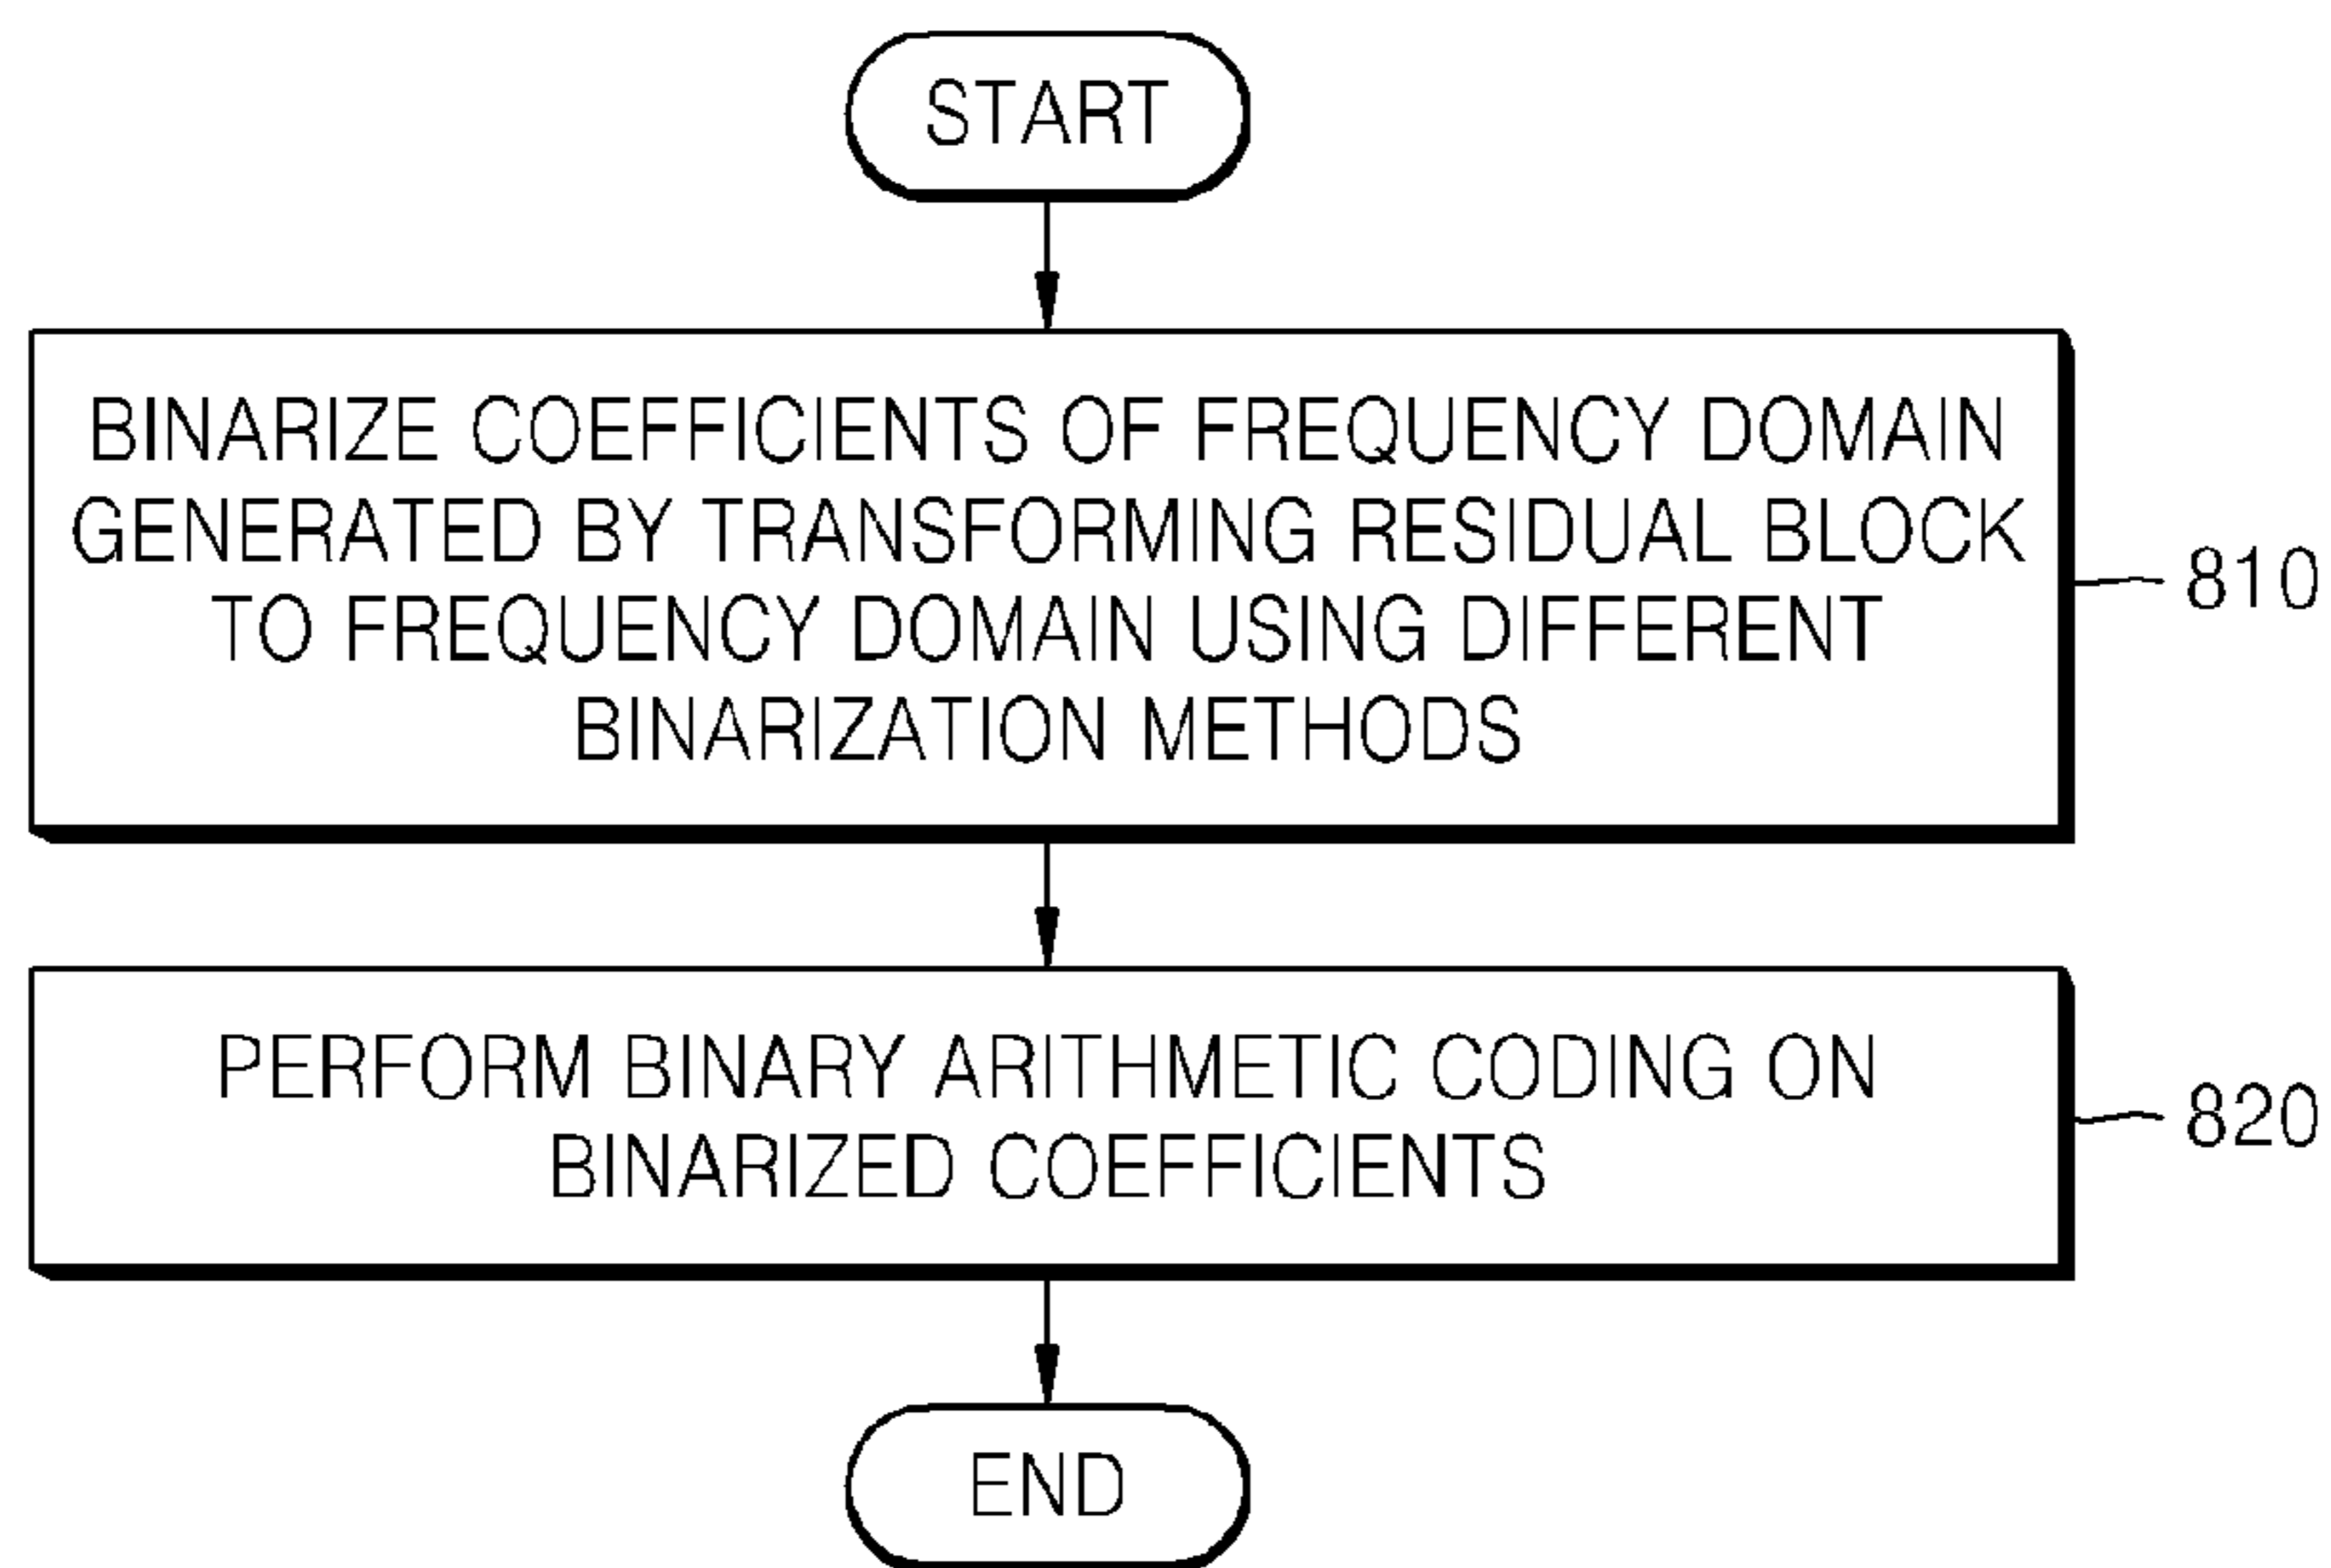 START
BINARIZE COEFFICIENTS OF FREQUENCY DOMAIN
GENERATED BY TRANSFORMING RESIDUAL BLOCK
TO FREQUENCY DOMAIN USING DIFFERENT
BINARIZATION METHODS
810
PERFORM BINARY ARITHMETIC CODING ON
BINARIZED COEFFICIENTS
820
END